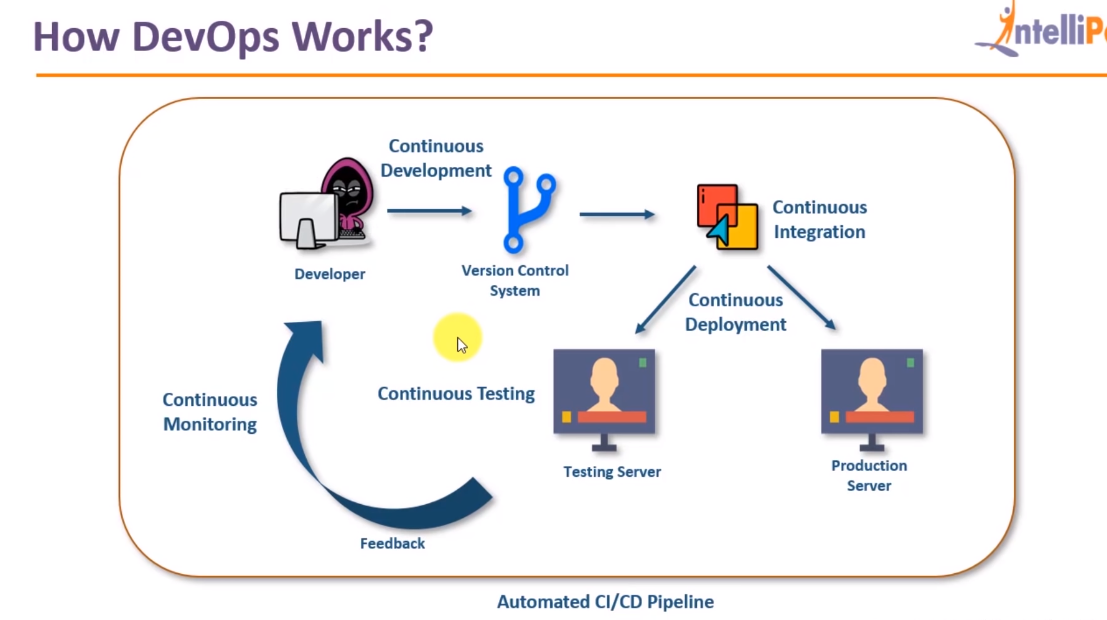 How DevOps Works?
ntelliP
Continuous
Development
Continuous
Integration
Developer
Version Control
System
Continuous
Deployment
Continuous Testing
Continuous
Monitoring
Testing Server
Production
Server
Feedback
Automated CI/CD Pipeline